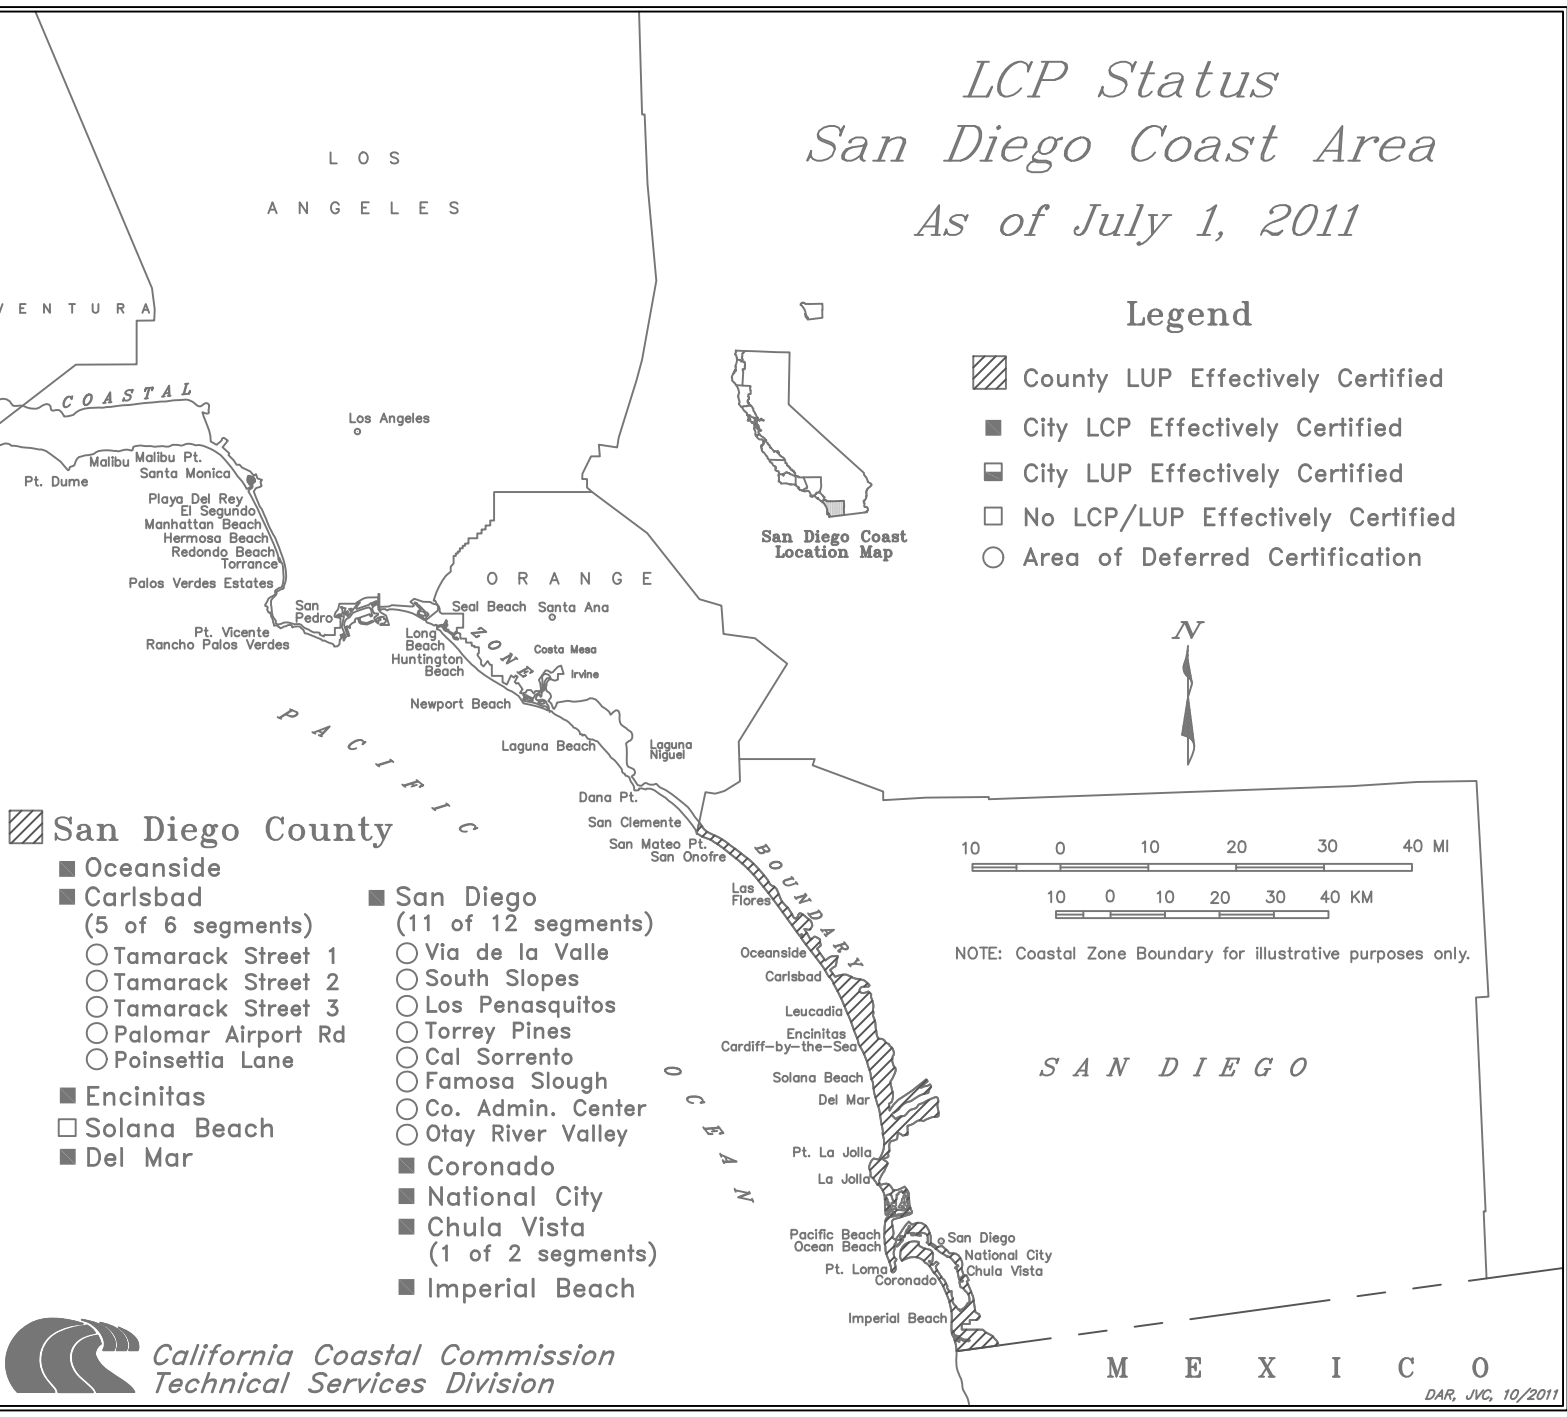 LCP Status
San Diego Coast Area
As of July 1, 2011
LOS
ANGELES
VENTURA
COASTAL
Los Angeles
Pt. Dume
Malibu
Malibu Pt.
Santa Monica
Playa Del Rey
El Segundo
Manhattan Beach
Hermosa Beach
Redondo Beach
Torrance
Palos Verdes Estates
San
Pedro
Pt. Vicente
Rancho Palos Verdes
ORANGE
Seal Beach
Santa Ana
Long
Beach
Huntington
Beach
ZONE
Costa Mesa
Irvine
Newport Beach
Laguna Beach
Laguna
Niguel
Dana Pt.
San Clemente
San Mateo Pt.
San Onofre
PACIFIC
OCEAN
Legend
County LUP Effectively Certified
City LCP Effectively Certified
City LUP Effectively Certified
No LCP/LUP Effectively Certified
Area of Deferred Certification
San Diego Coast
Location Map
N
10 0 10 20 30 40 MI
10 0 10 20 30 40 KM
NOTE: Coastal Zone Boundary for illustrative purposes only.
BOUNDARY
Las
Flores
Oceanside
Carlsbad
Leucadia
Encinitas
Cardiff-by-the-Sea
Solana Beach
Del Mar
Pt. La Jolla
La Jolla
Pacific Beach
Ocean Beach
Pt. Loma
Coronado
San Diego
National City
Chula Vista
Imperial Beach
SAN DIEGO
MEXICO
San Diego County
Oceanside
Carlsbad
(5 of 6 segments)
Tamarack Street 1
Tamarack Street 2
Tamarack Street 3
Palomar Airport Rd
Poinsettia Lane
Encinitas
Solana Beach
Del Mar
San Diego
(11 of 12 segments)
Via de la Valle
South Slopes
Los Penasquitos
Torrey Pines
Cal Sorrento
Famosa Slough
Co. Admin. Center
Otay River Valley
Coronado
National City
Chula Vista
(1 of 2 segments)
Imperial Beach
California Coastal Commission
Technical Services Division
DAR, JVC, 10/2011